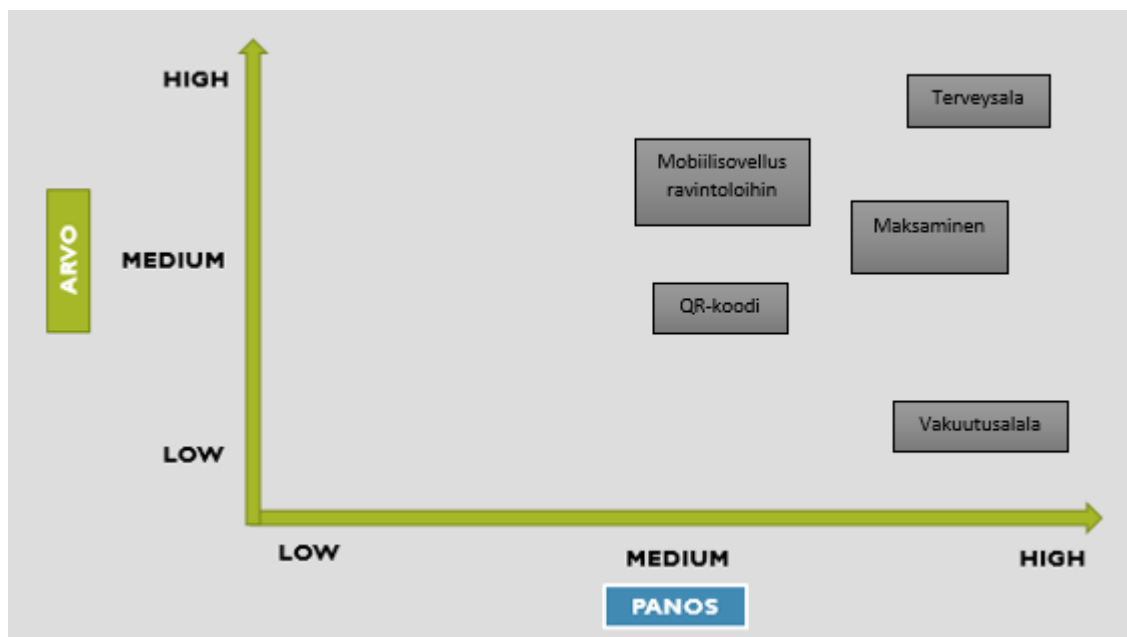 HIGH
Terveysala
Mobiilisovellus
ravintoloihin
Maksaminen
ARVO
MEDIUM
QR-koodi
Vakuutusalala
LOW
LOW
MEDIUM
HIGH
PANOS